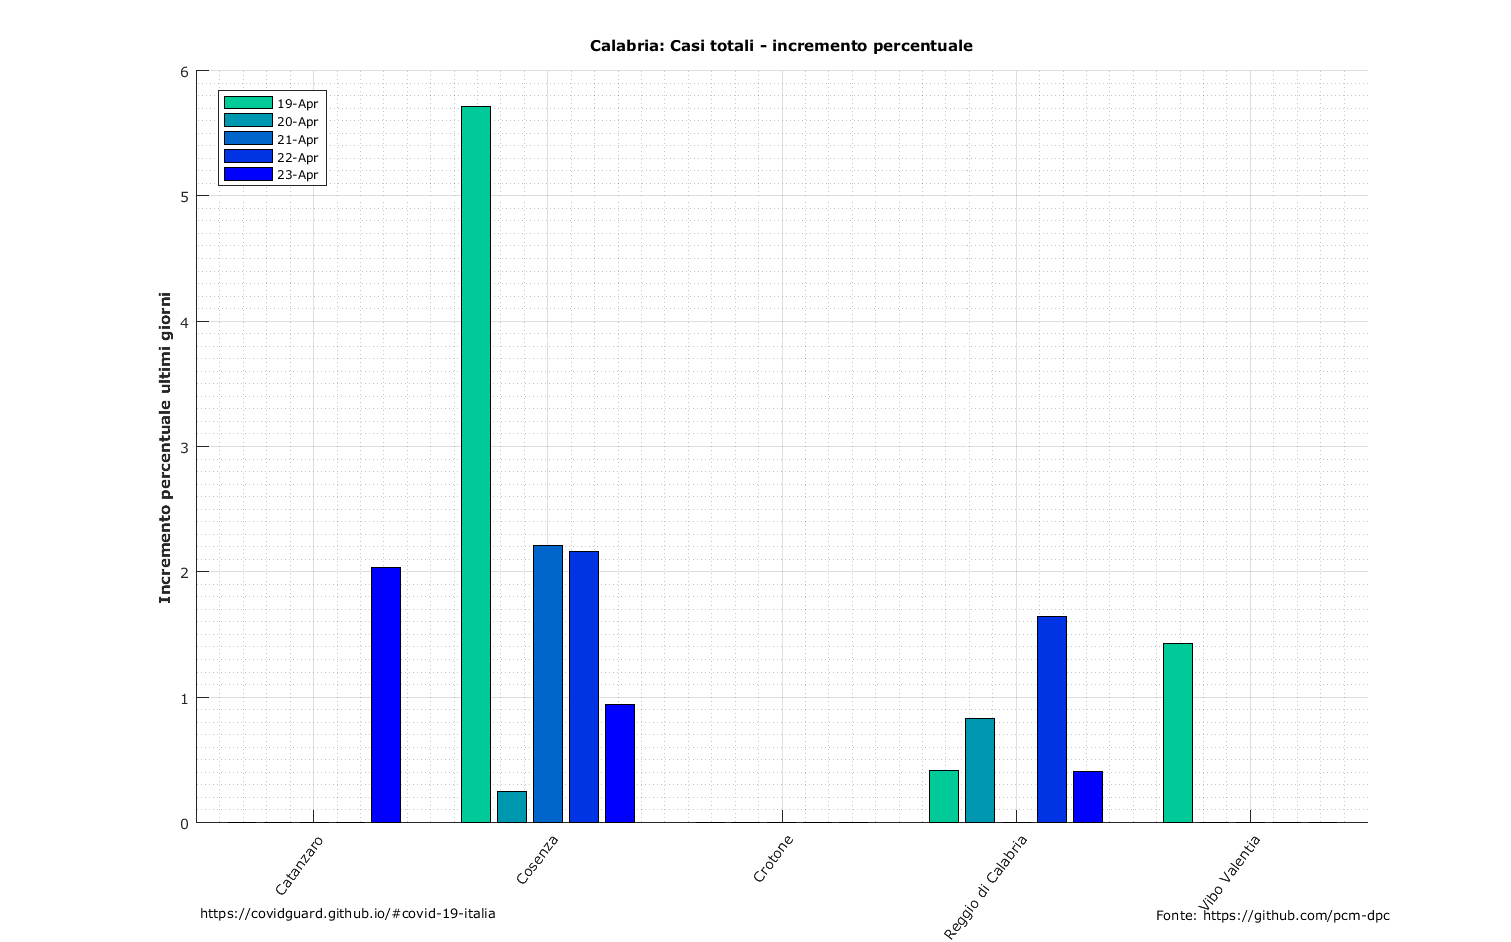 Calabria: Casi totali - incremento percentuale
19-Apr
20-Apr
21-Apr
22-Apr
23-Apr
Incremento percentuale ultimi giorni
6
5
4
3
2
1
0
Catanzaro
Cosenza
Crotone
Reggio di Calabria
Vibo Valentia
https://covidguard.github.io/#covid-19-italia
Fonte: https://github.com/pcm-dpc